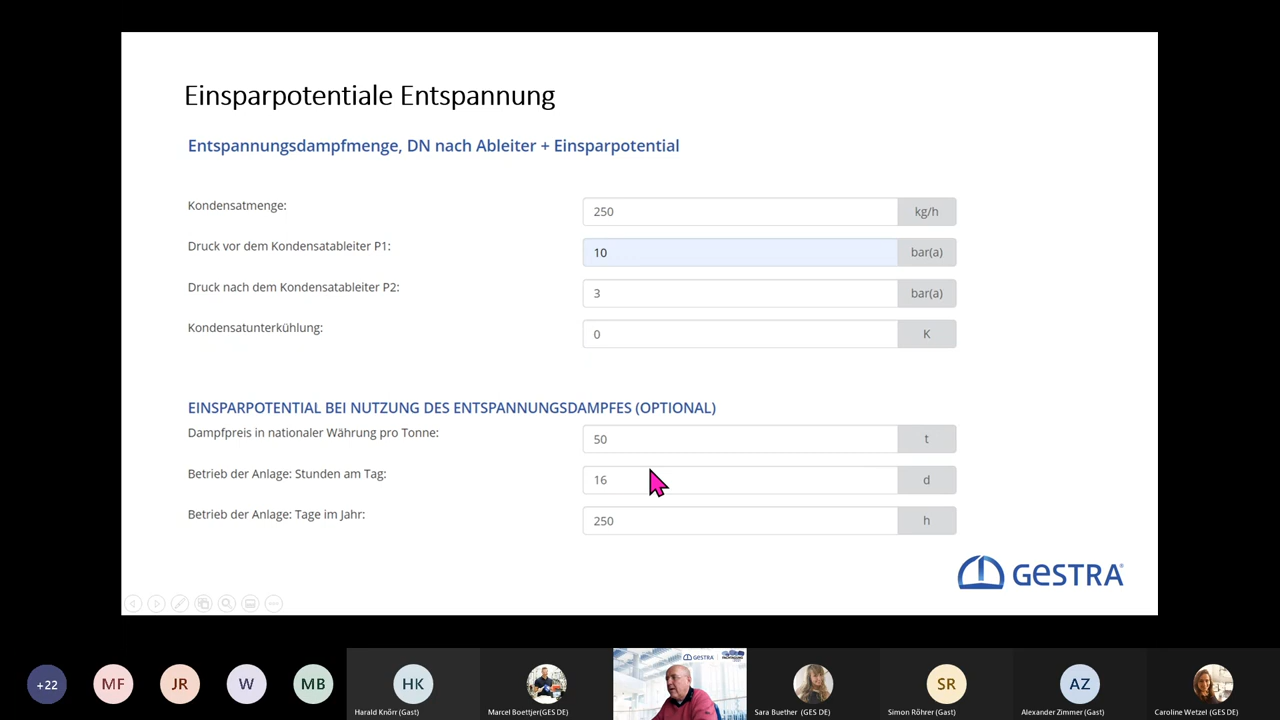 Einsparpotentiale Entspannung
Entspannungsdampfmenge, DN nach Ableiter + Einsparpotential
Kondensatmenge:
250
kg/h
Druck vor dem Kondensatableiter P1:
10
bar(a)
Druck nach dem Kondensatableiter P2:
3
bar(a)
Kondensatunterkühlung:
0
K
EINSPARPOTENTIAL BEI NUTZUNG DES ENTSPANNUNGSDAMPFES (OPTIONAL)
Dampfpreis in nationaler Währung pro Tonne:
50
t
Betrieb der Anlage: Stunden am Tag:
16
d
Betrieb der Anlage: Tage im Jahr:
250
h
GESTRA
+22
MF
JR
W
MB
HK
SR
AZ
GESTRA
Harald Knörr (Gast)
Marcel Boettjer(GES DE)
Sara Buether (GES DE)
Simon Röhrer (Gast)
Alexander Zimmer (Gast)
Caroline Wetzel (GES DE)